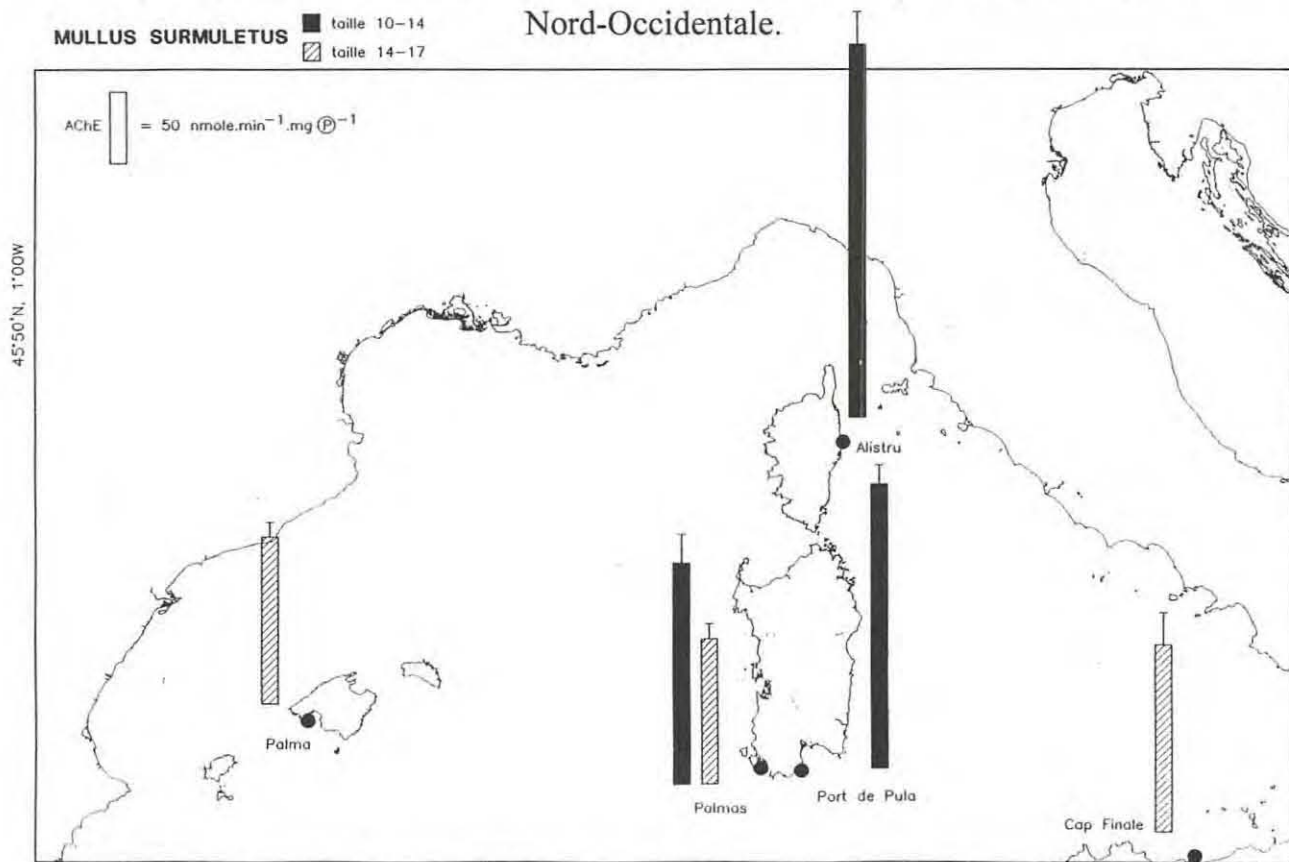 Nord-Occidentale.
MULLUS SURMULETUS
taille 10-14
taille 14-17
AChE = 50 nmole.min⁻¹.mg Ⓟ⁻¹
45°50'N, 1°00W
Alistru
Palma
Palmas
Port de Pula
Cap Finale